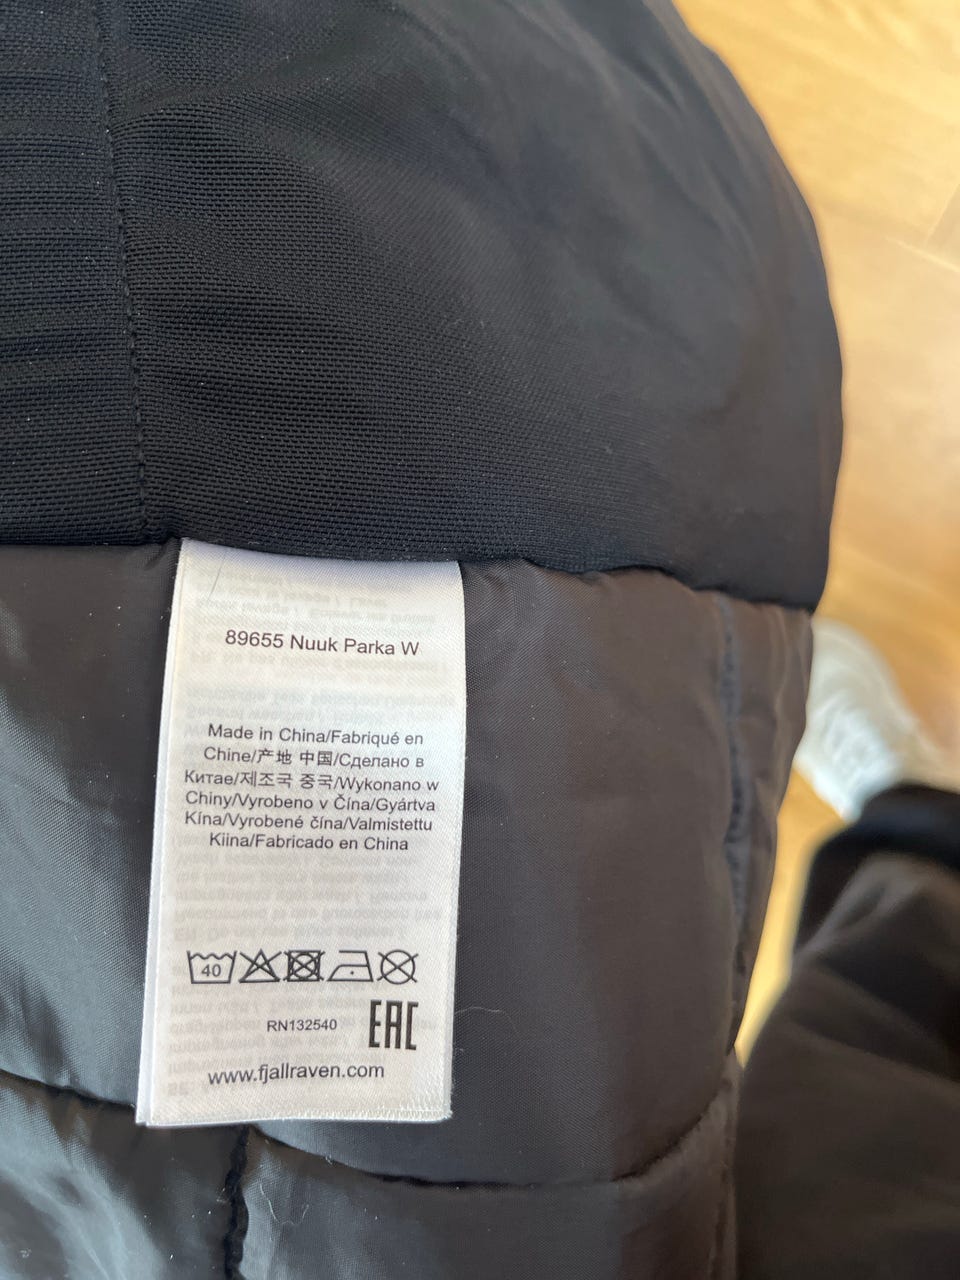 89655 Nuuk Parka W
Made in China/Fabriqué en
Chine/产地 中国/Сделано в
Китае/제조국 중국/Wykonano w
Chiny/Vyrobeno v Čína/Gyártva
Kína/Vyrobené čína/Valmistettu
Kiina/Fabricado en China
40
RN132540
EAC
www.fjallraven.com